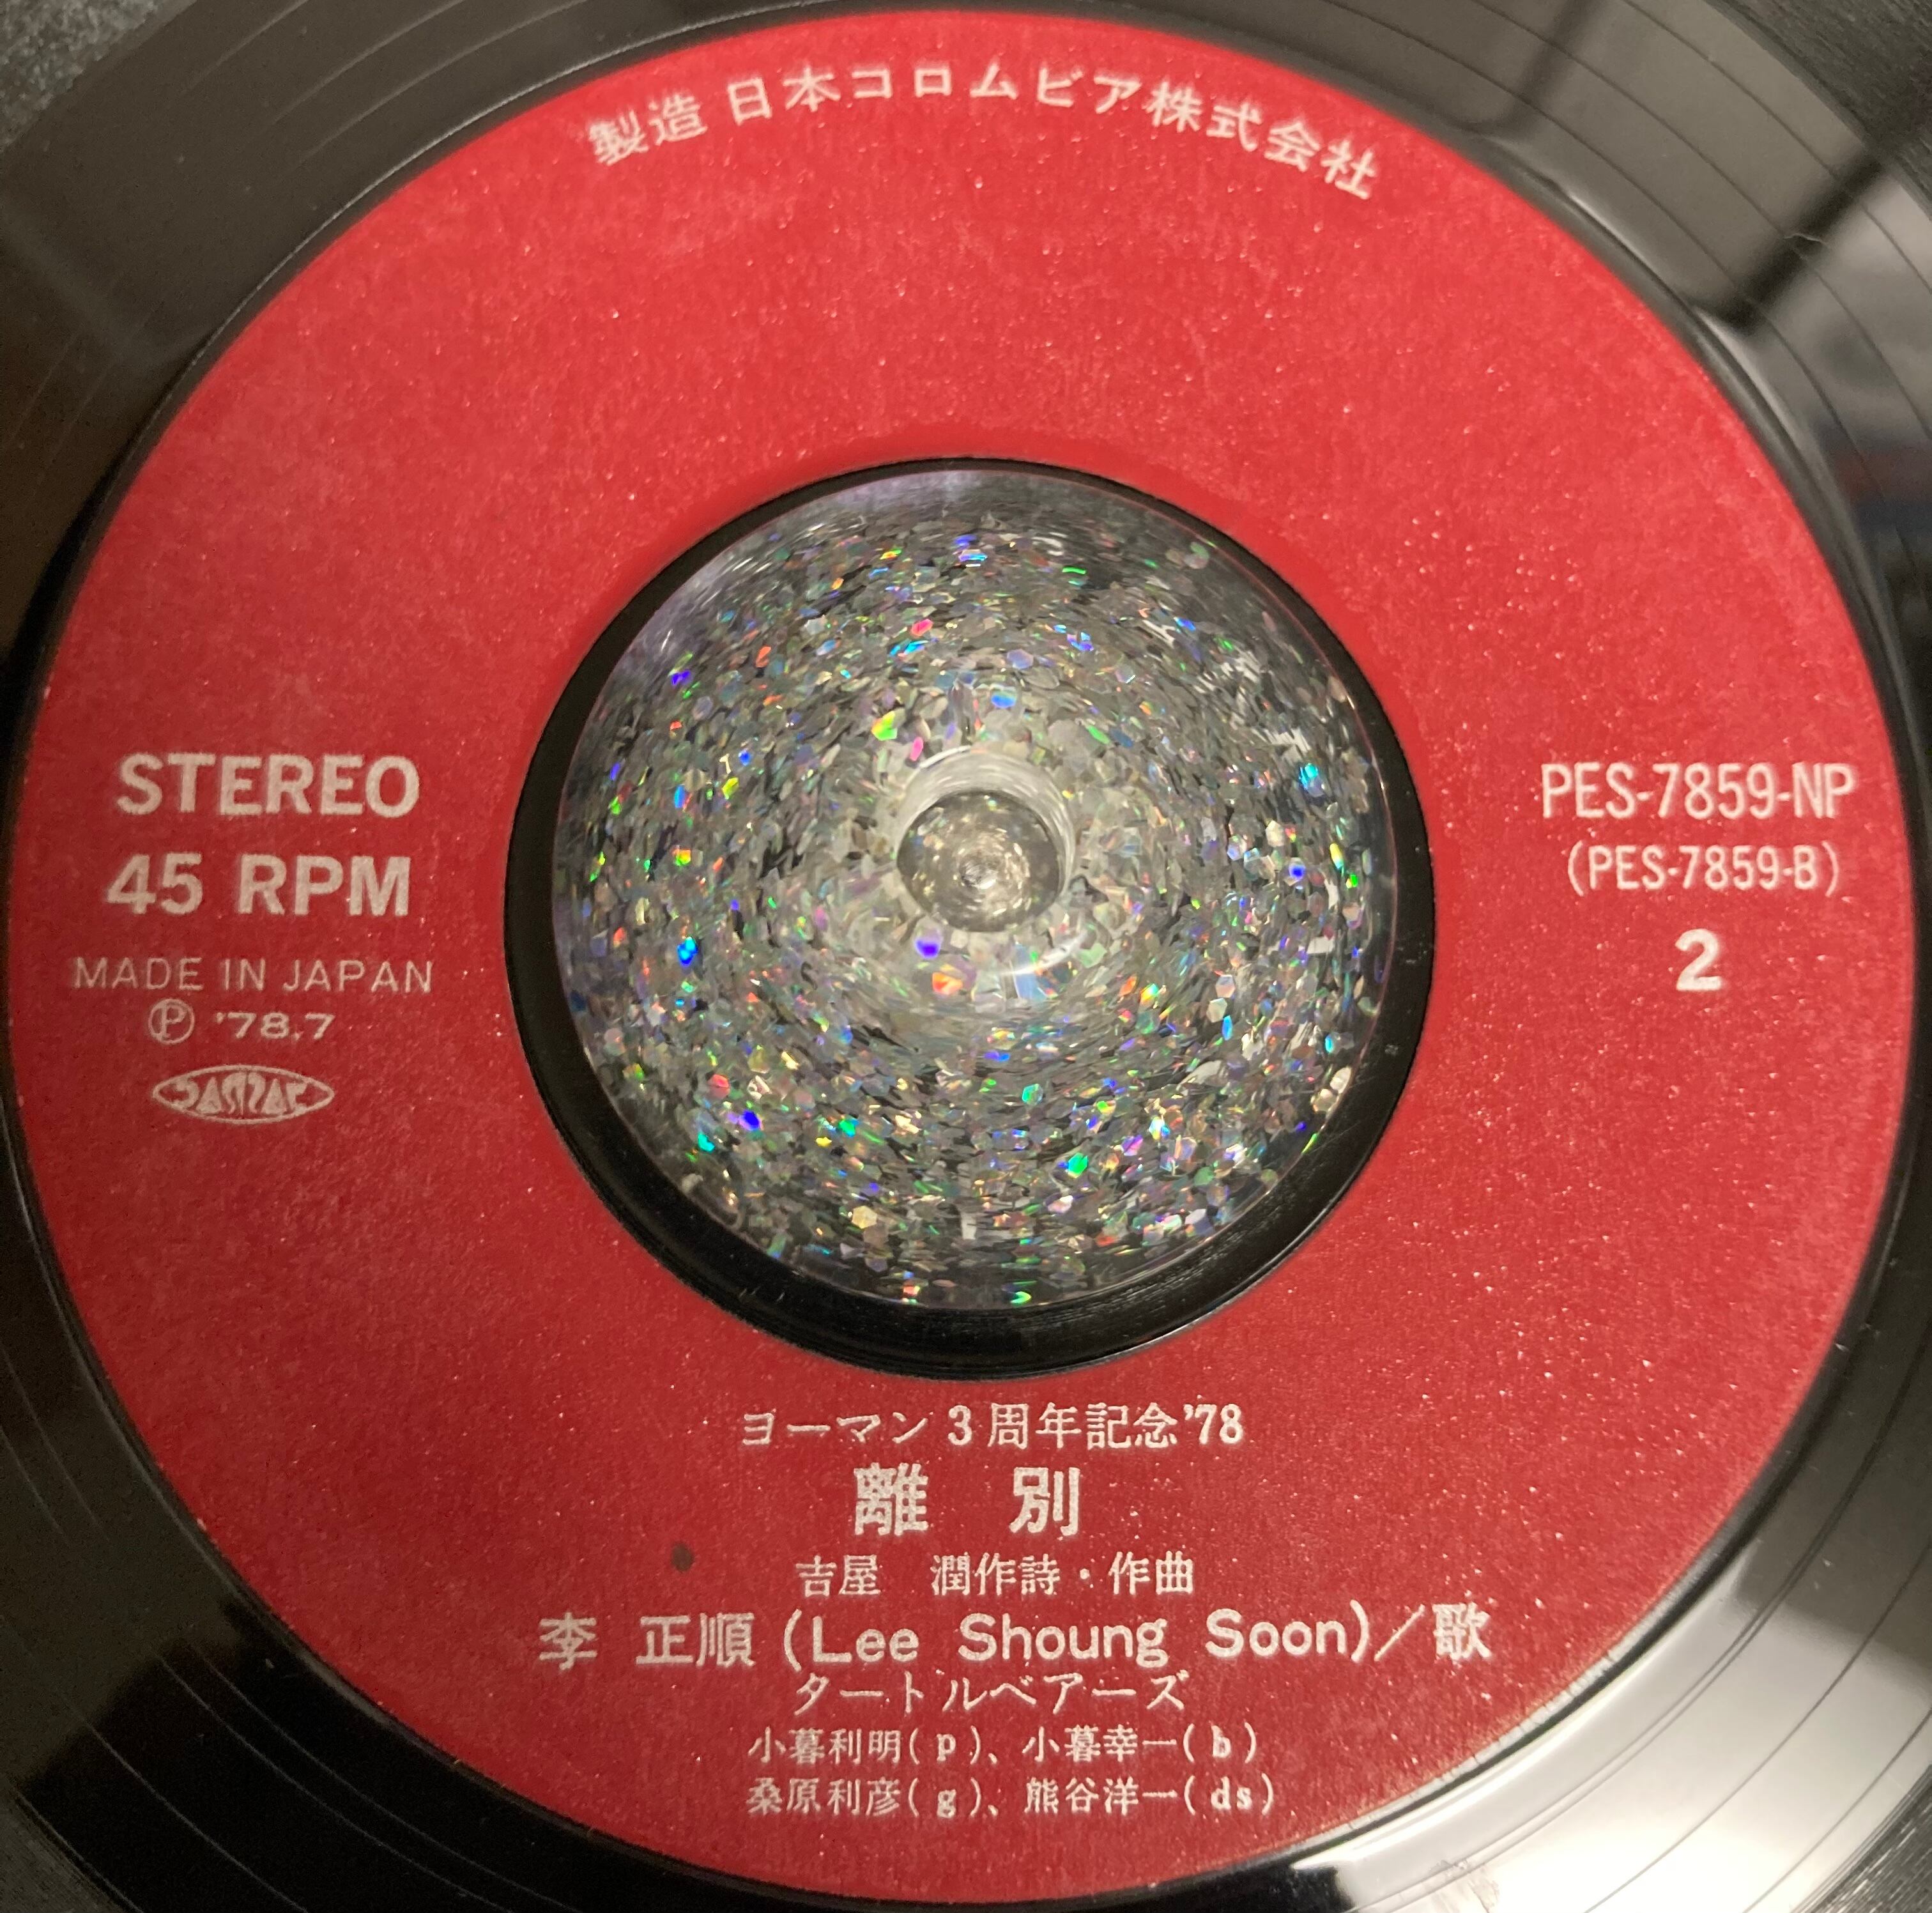 製造 日本コロムビア株式会社
STEREO
45 RPM
MADE IN JAPAN
Ⓟ '78.7
JASRAC
PES-7859-NP
(PES-7859-B)
2
ヨーマン 3周年記念'78
離 別
吉屋 潤作詩・作曲
李 正順 (Lee Shoung Soon)/歌
タートルベアーズ
小暮利明(p)、小暮幸一(b)
桑原利彦(g)、熊谷洋一(ds)